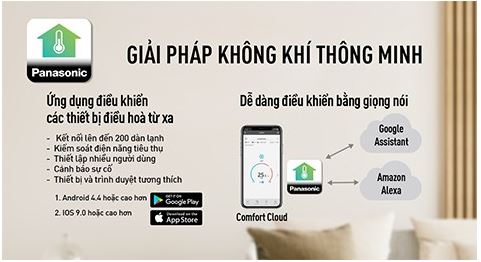 Panasonic
GIẢI PHÁP KHÔNG KHÍ THÔNG MINH
Ứng dụng điều khiển
các thiết bị điều hoà từ xa
- Kết nối lên đến 200 dàn lạnh
- Kiểm soát điện năng tiêu thụ
- Thiết lập nhiều người dùng
- Cảnh báo sự cố
- Thiết bị và trình duyệt tương thích
1. Android 4.4 hoặc cao hơn
GET IT ON
Google Play
2. IOS 9.0 hoặc cao hơn
Download on the
App Store
Dễ dàng điều khiển bằng giọng nói
Google
Assistant
Panasonic
Amazon
Alexa
Comfort Cloud